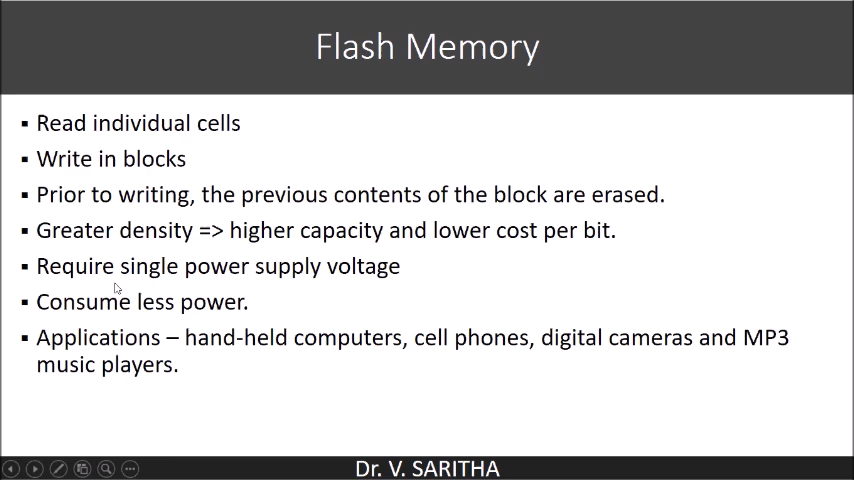 Flash Memory
▪ Read individual cells
▪ Write in blocks
▪ Prior to writing, the previous contents of the block are erased.
▪ Greater density => higher capacity and lower cost per bit.
▪ Require single power supply voltage
▪ Consume less power.
▪ Applications – hand-held computers, cell phones, digital cameras and MP3
music players.
Dr. V. SARITHA